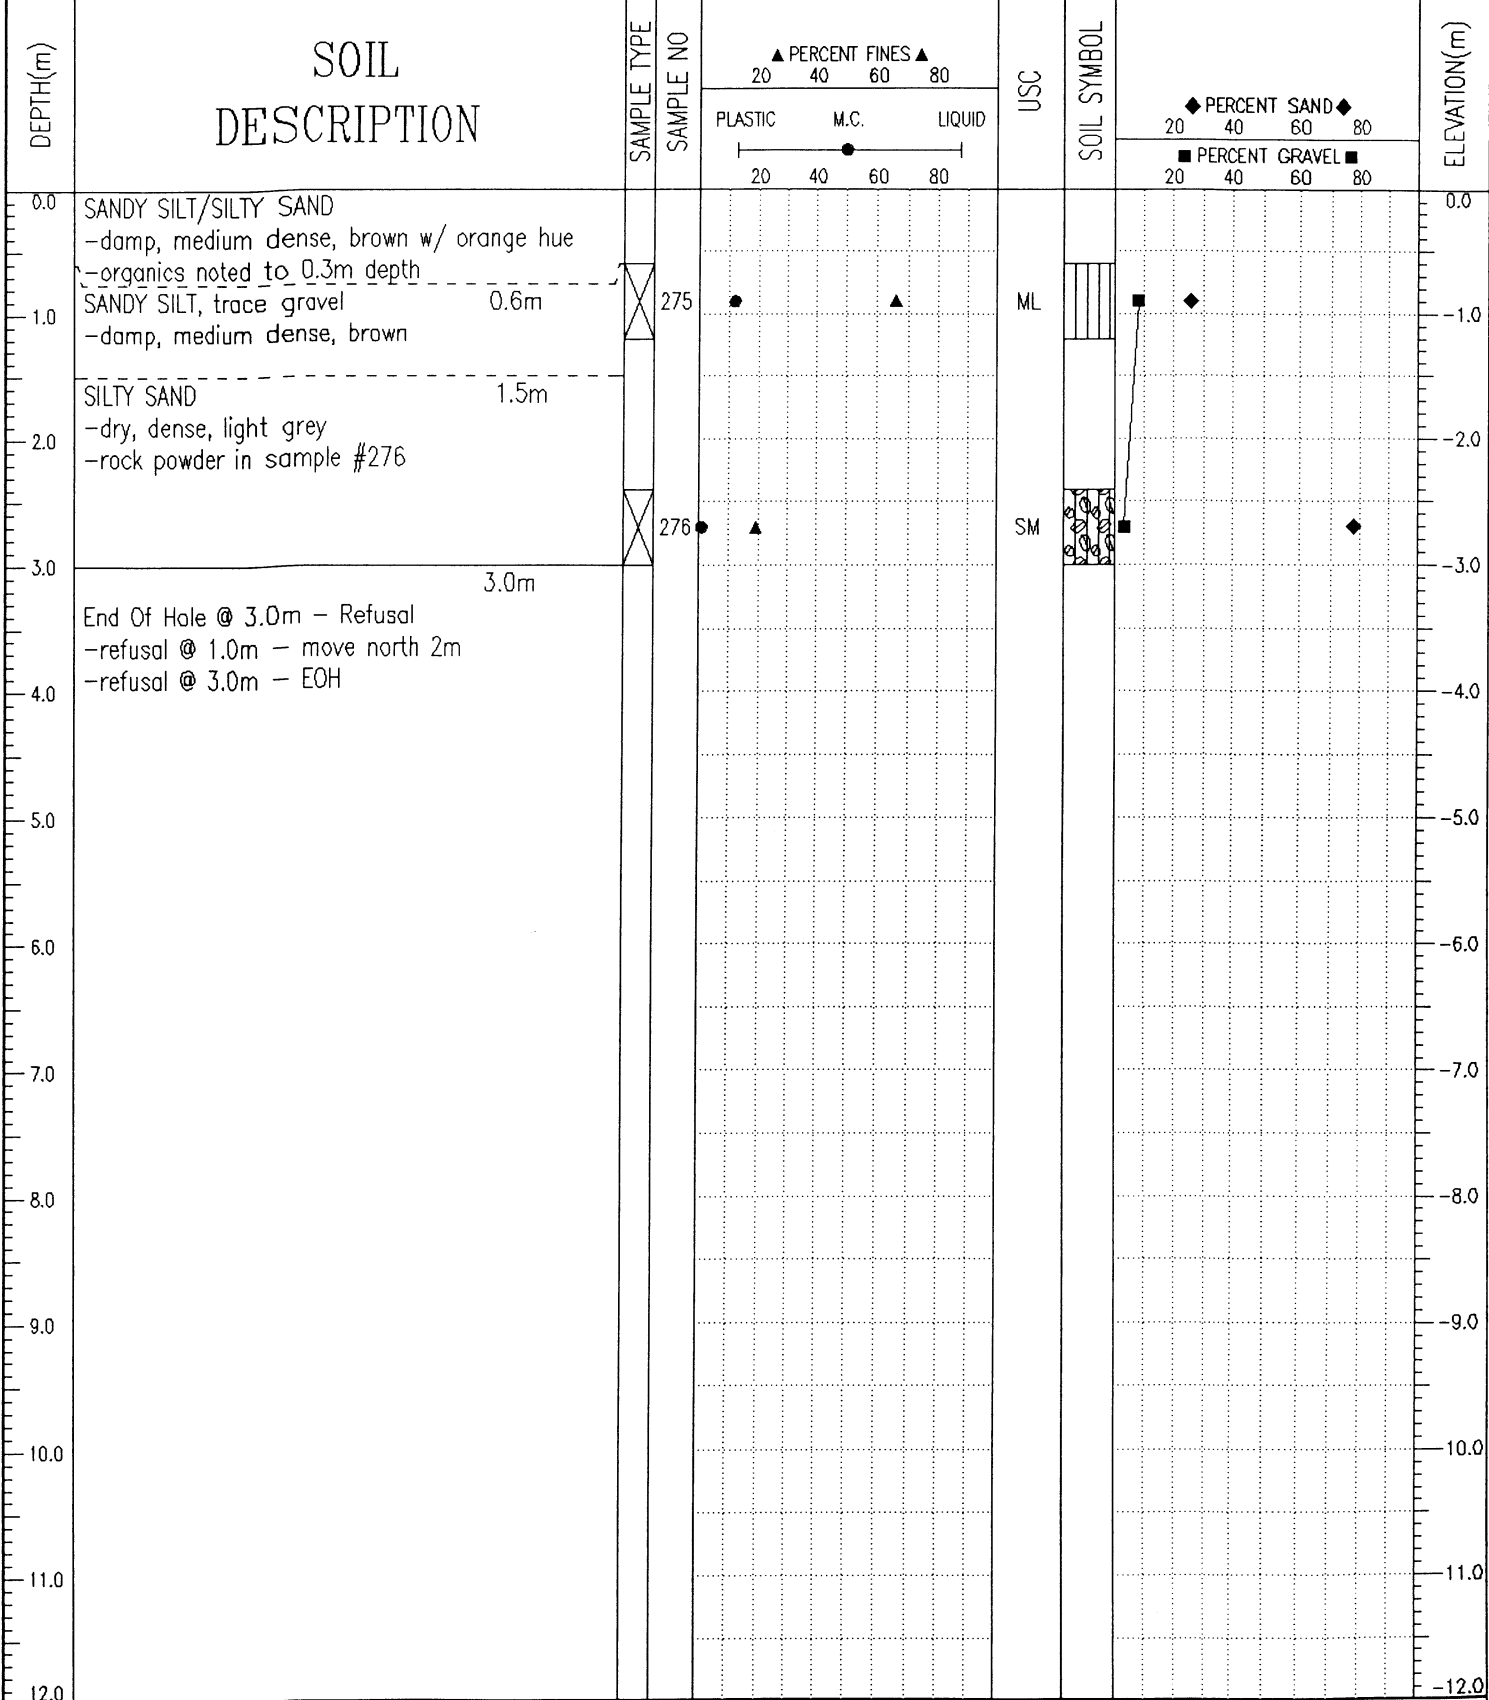 DEPTH(m)
SOIL
DESCRIPTION
SAMPLE TYPE
SAMPLE NO
▲ PERCENT FINES ▲
20 40 60 80
PLASTIC M.C. LIQUID
20 40 60 80
USC
SOIL SYMBOL
◆ PERCENT SAND ◆
20 40 60 80
■ PERCENT GRAVEL ■
20 40 60 80
ELEVATION(m)
0.0
SANDY SILT/SILTY SAND
-damp, medium dense, brown w/ orange hue
-organics noted to 0.3m depth
SANDY SILT, trace gravel 0.6m
-damp, medium dense, brown
SILTY SAND 1.5m
-dry, dense, light grey
-rock powder in sample #276
3.0m
End Of Hole @ 3.0m - Refusal
-refusal @ 1.0m - move north 2m
-refusal @ 3.0m - EOH
1.0
2.0
3.0
4.0
5.0
6.0
7.0
8.0
9.0
10.0
11.0
12.0
275
276
ML
SM
0.0
-1.0
-2.0
-3.0
-4.0
-5.0
-6.0
-7.0
-8.0
-9.0
-10.0
-11.0
-12.0